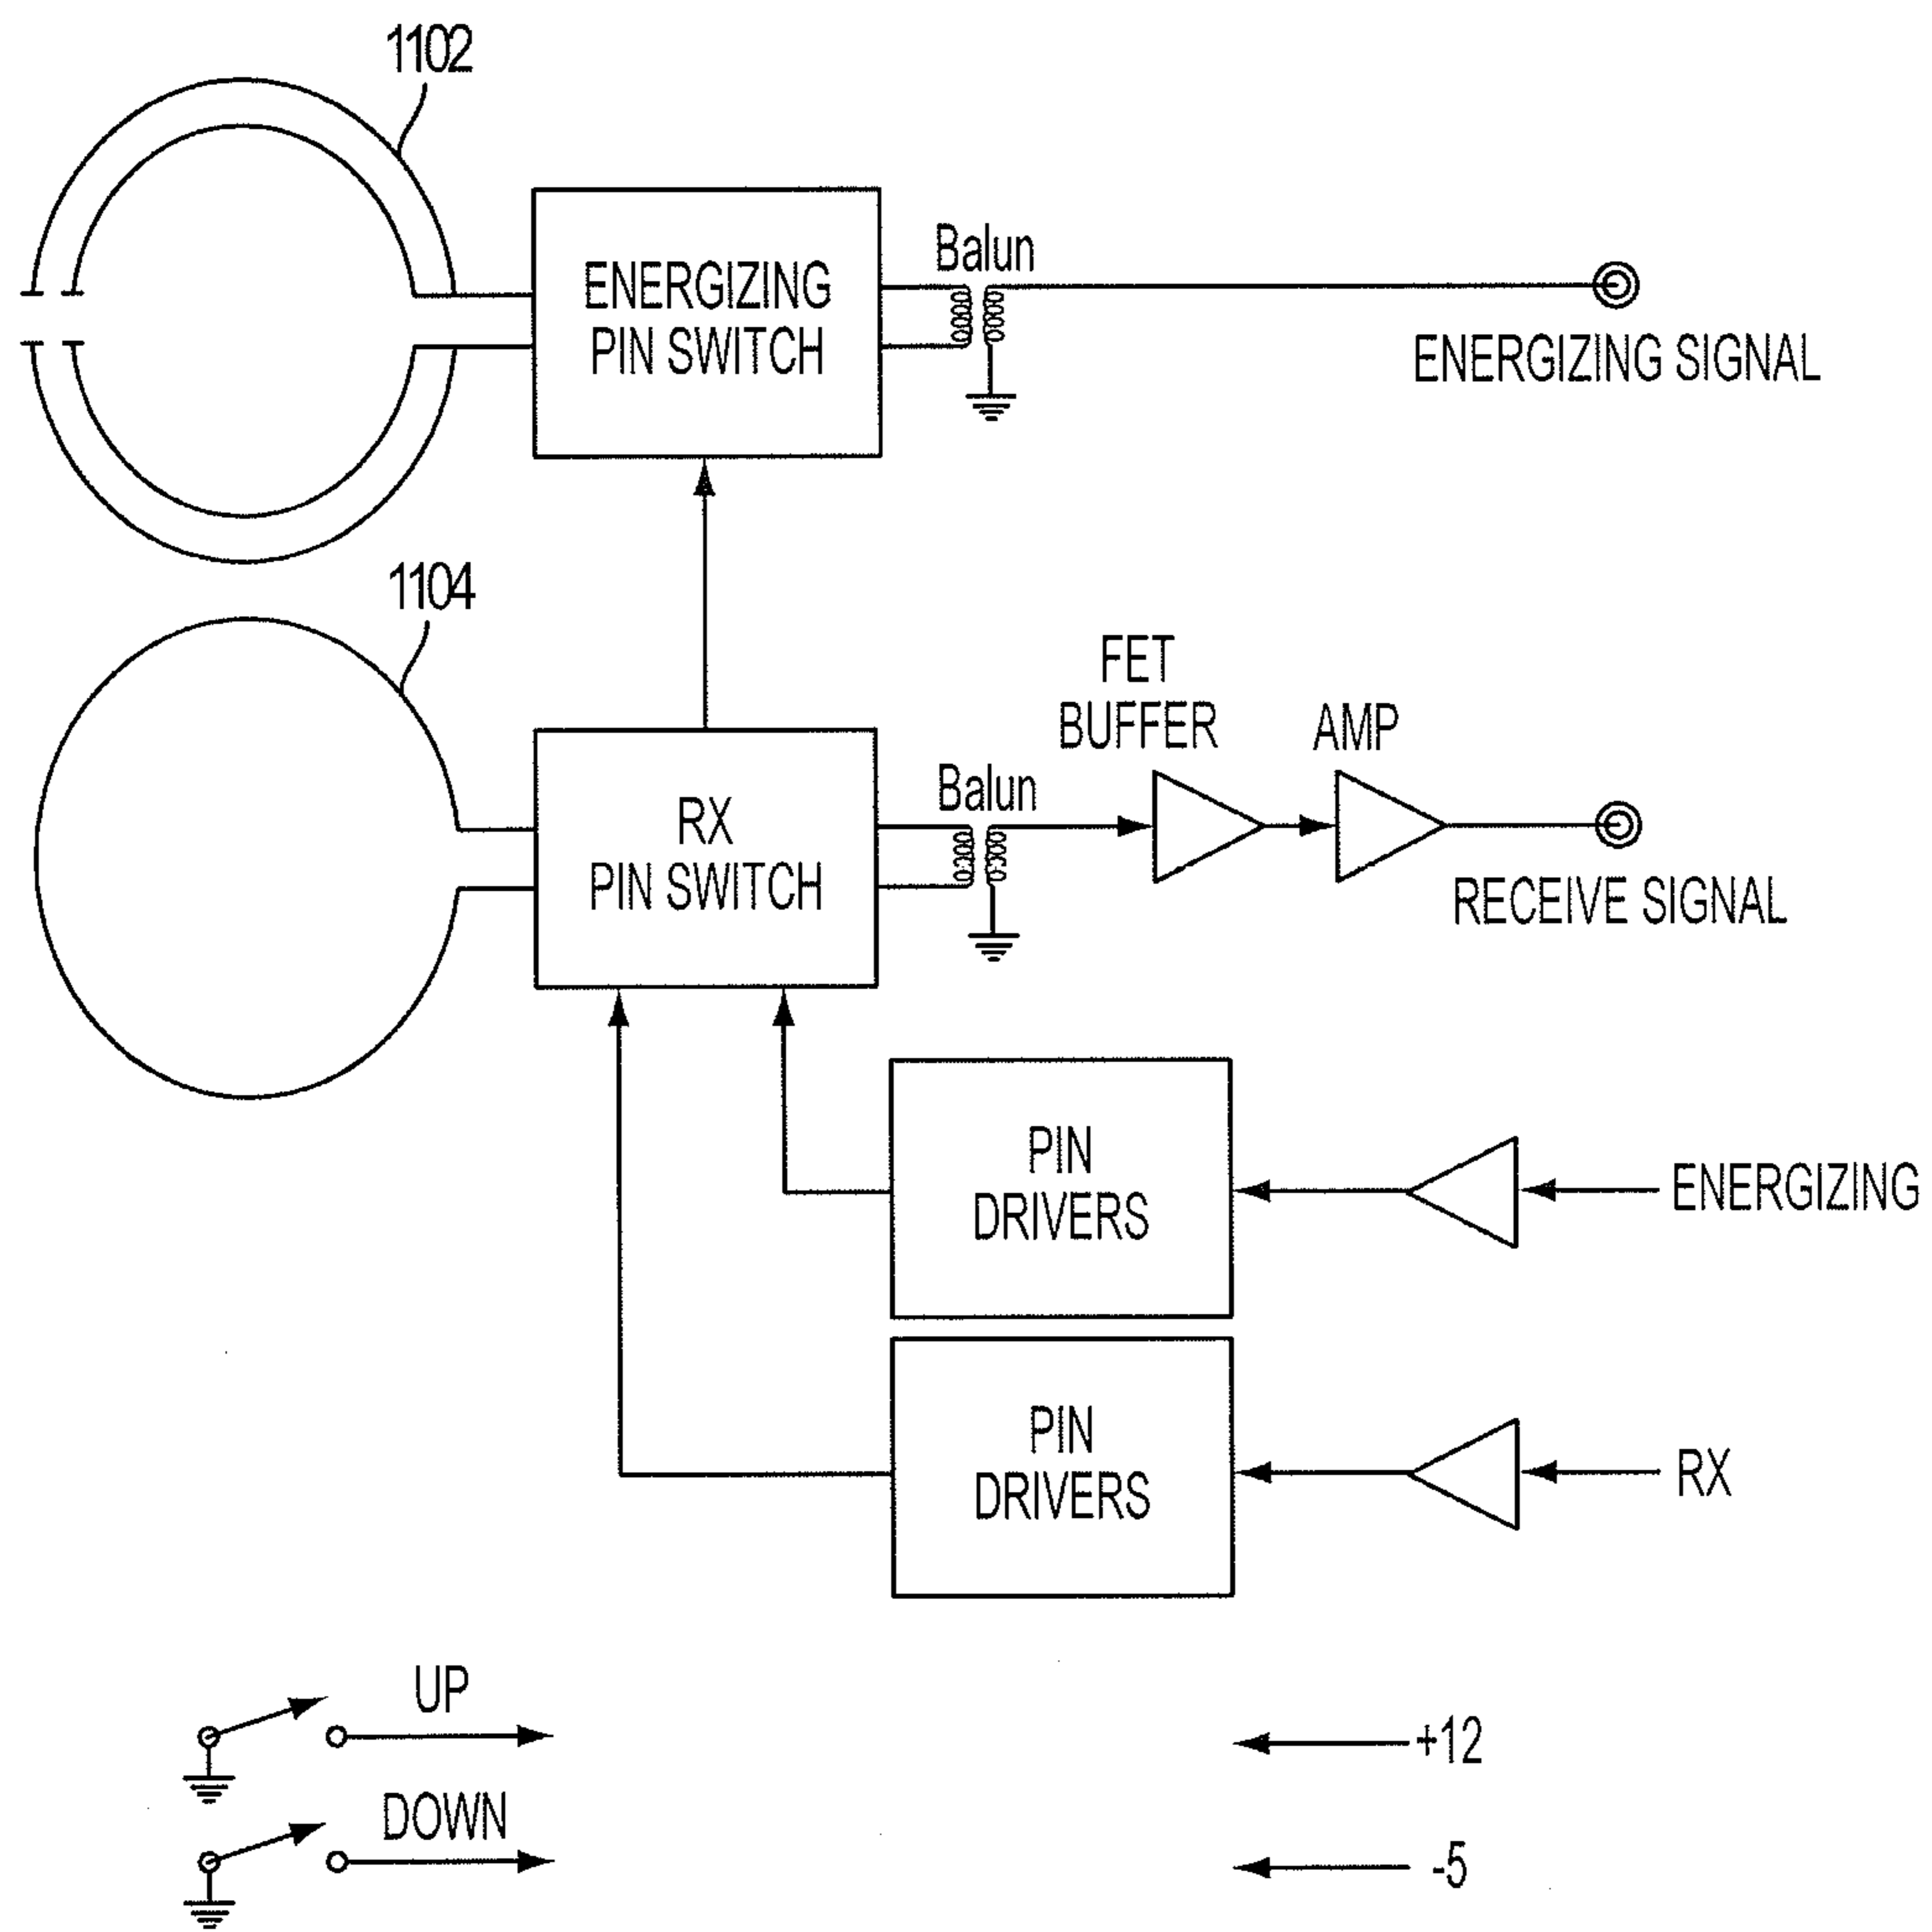 1102
ENERGIZING
PIN SWITCH
Balun
ENERGIZING SIGNAL
1104
RX
PIN SWITCH
Balun
FET
BUFFER
AMP
RECEIVE SIGNAL
PIN
DRIVERS
ENERGIZING
PIN
DRIVERS
RX
UP
+12
DOWN
-5